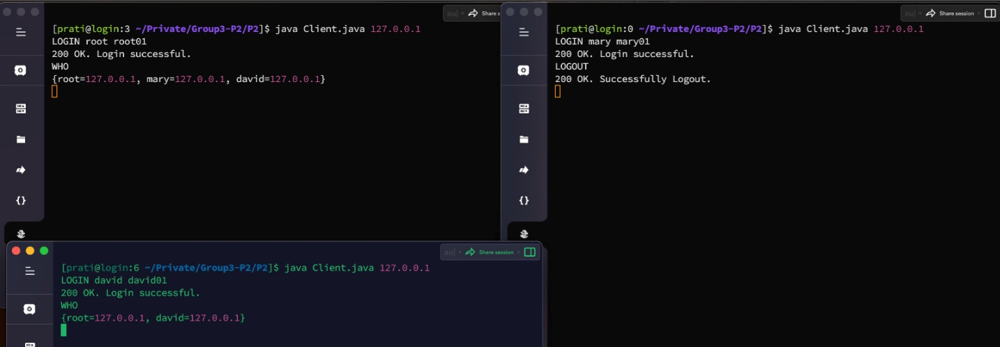 Share s
[prati@login:3 ~/Private/Group3-P2/P2]$ java Client.java 127.0.0.1
LOGIN root root01
200 OK. Login successful.
WHO
{root=127.0.0.1, mary=127.0.0.1, david=127.0.0.1}
Share session
[prati@login:0 ~/Private/Group3-P2/P2]$ java Client.java 127.0.0.1
LOGIN mary mary01
200 OK. Login successful.
LOGOUT
200 OK. Successfully Logout.
Share session
[prati@login:6 ~/Private/Group3-P2/P2]$ java Client.java 127.0.0.1
LOGIN david david01
200 OK. Login successful.
WHO
{root=127.0.0.1, david=127.0.0.1}